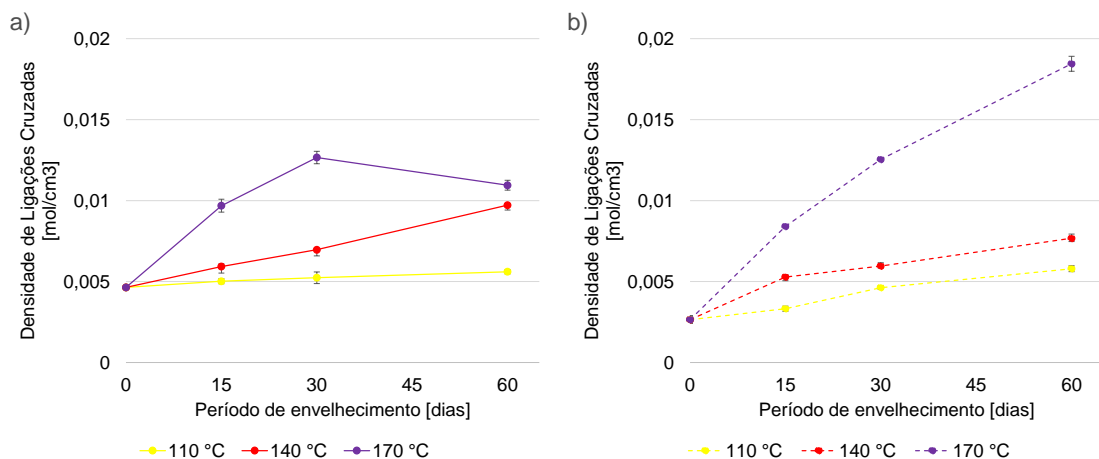 a)
0,02
0,015
0,01
0,005
0
Densidade de Ligações Cruzadas
[mol/cm3]
0 15 30 45 60
Período de envelhecimento [dias]
110 °C 140 °C 170 °C
b)
0,02
0,015
0,01
0,005
0
Densidade de Ligações Cruzadas
[mol/cm3]
0 15 30 45 60
Período de envelhecimento [dias]
110 °C 140 °C 170 °C